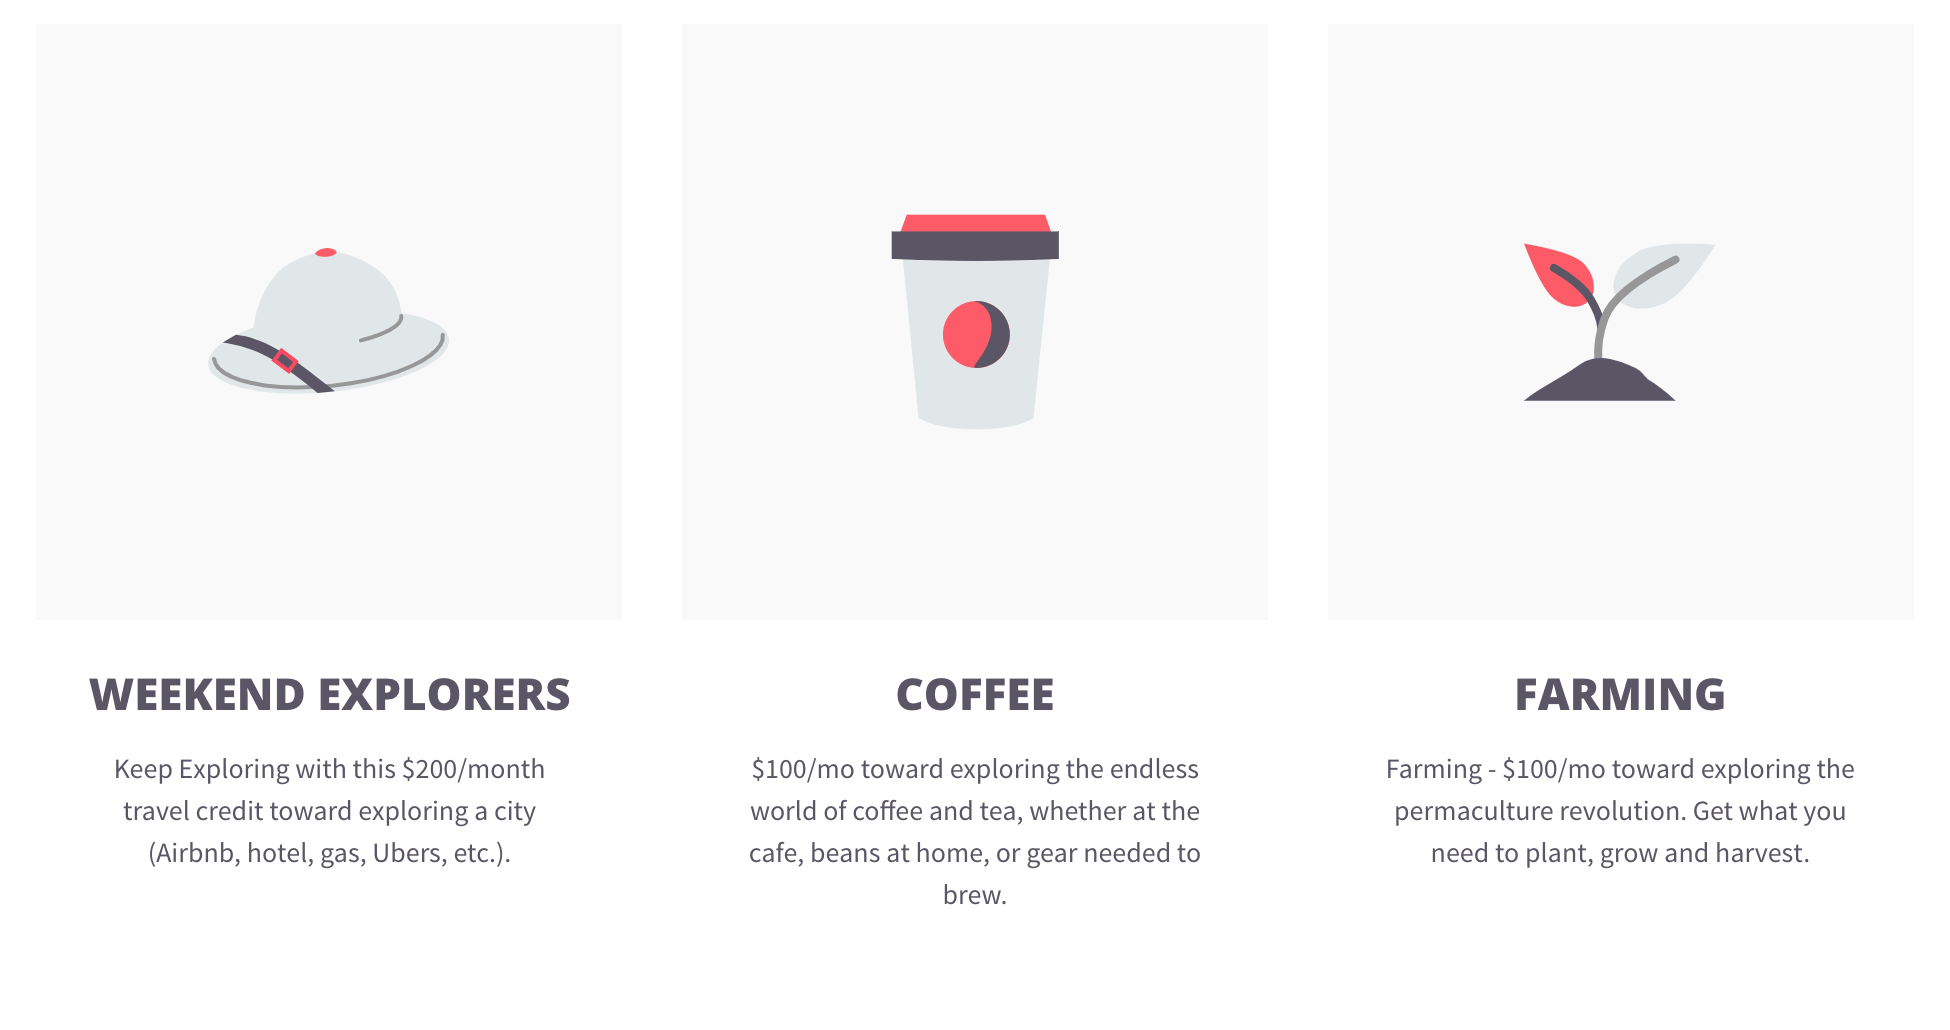 WEEKEND EXPLORERS
Keep Exploring with this $200/month
travel credit toward exploring a city
(Airbnb, hotel, gas, Ubers, etc.).
COFFEE
$100/mo toward exploring the endless
world of coffee and tea, whether at the
cafe, beans at home, or gear needed to
brew.
FARMING
Farming - $100/mo toward exploring the
permaculture revolution. Get what you
need to plant, grow and harvest.